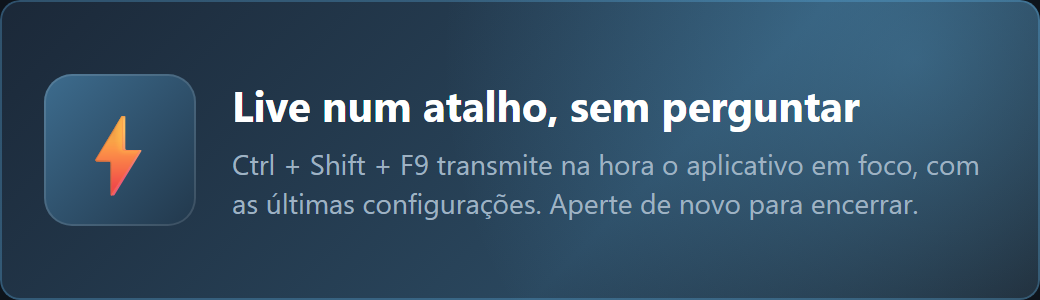 Live num atalho, sem perguntar
Ctrl + Shift + F9 transmite na hora o aplicativo em foco, com
as últimas configurações. Aperte de novo para encerrar.